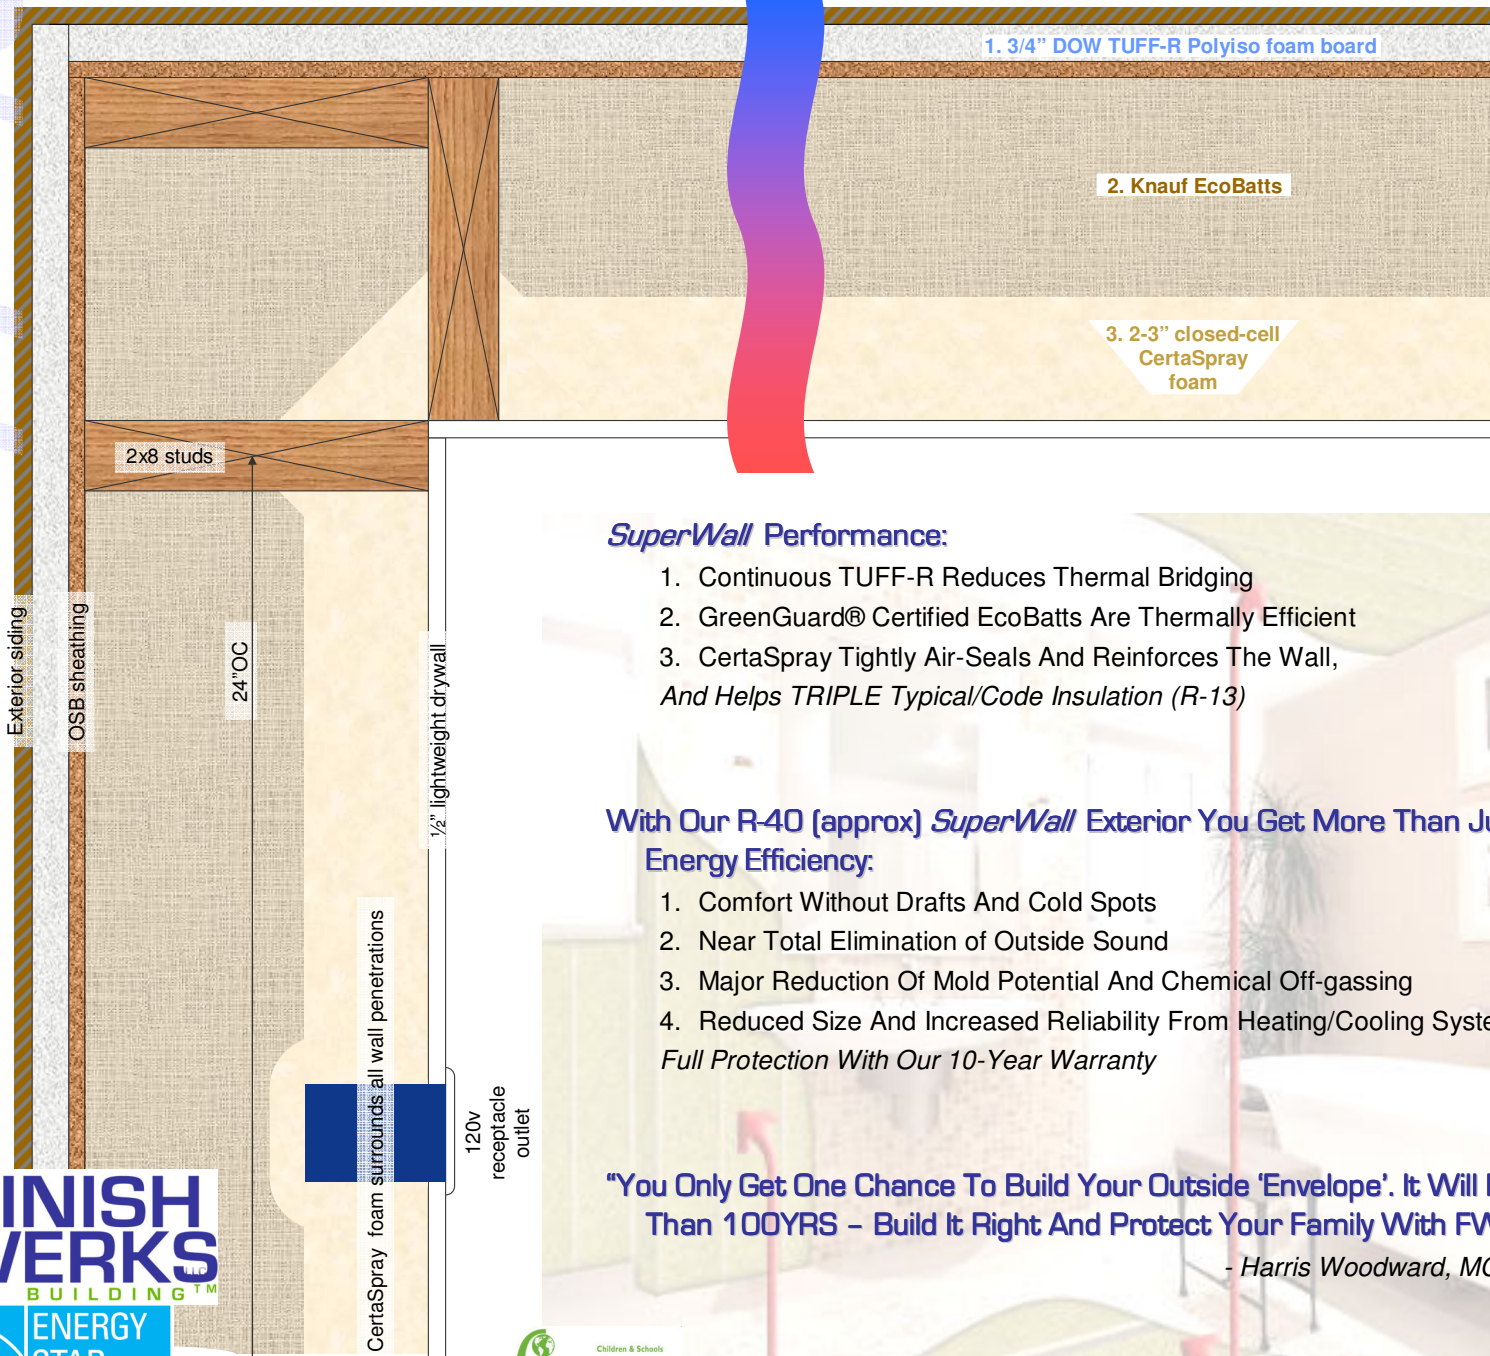 1. 3/4” DOW TUFF-R Polyiso foam board
2. Knauf EcoBatts
3. 2-3” closed-cell
CertaSpray
foam
2x8 studs
Exterior siding
OSB sheathing
24”OC
½” lightweight drywall
CertaSpray foam surrounds all wall penetrations
120v
receptacle
outlet
SuperWall Performance:
1. Continuous TUFF-R Reduces Thermal Bridging
2. GreenGuard® Certified EcoBatts Are Thermally Efficient
3. CertaSpray Tightly Air-Seals And Reinforces The Wall,
And Helps TRIPLE Typical/Code Insulation (R-13)
With Our R-40 (approx) SuperWall Exterior You Get More Than
Energy Efficiency:
1. Comfort Without Drafts And Cold Spots
2. Near Total Elimination of Outside Sound
3. Major Reduction Of Mold Potential And Chemical Off-gassing
4. Reduced Size And Increased Reliability From Heating/Cooling
Full Protection With Our 10-Year Warranty
“You Only Get One Chance To Build Your Outside ‘Envelope’. It Will
Than 100YRS – Build It Right And Protect Your Family With
- Harris Woodward,
INISH
ERKS
LLC
BUILDING™
ENERGY
STAR
Children & Schools